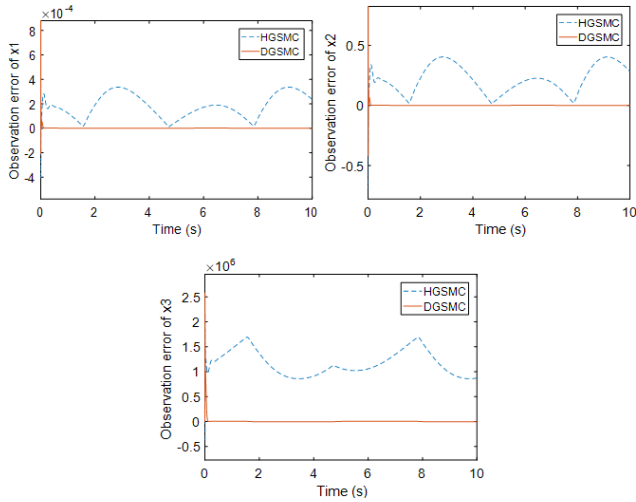 ×10-4
8
6
4
2
0
-2
-4
Observation error of x1
HGSMC
DGSMC
0 2 4 6 8 10
Time (s)
0.5
0
-0.5
Observation error of x2
HGSMC
DGSMC
0 2 4 6 8 10
Time (s)
×10^6
2.5
2
1.5
1
0.5
0
-0.5
Observation error of x3
HGSMC
DGSMC
0 2 4 6 8 10
Time (s)